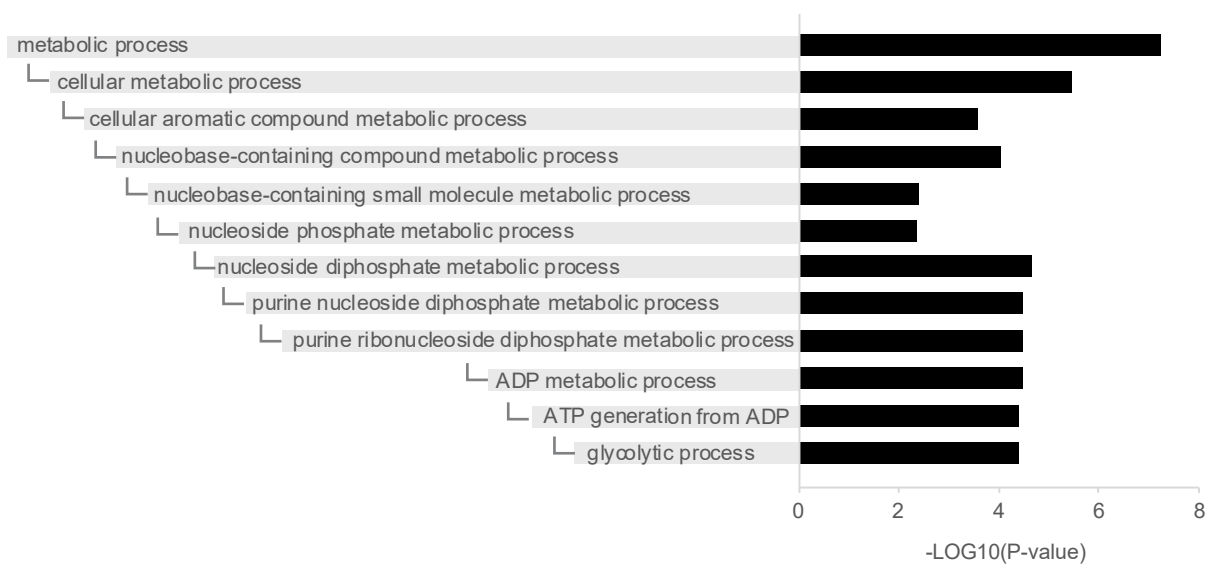 metabolic process
cellular metabolic process
cellular aromatic compound metabolic process
nucleobase-containing compound metabolic process
nucleobase-containing small molecule metabolic process
nucleoside phosphate metabolic process
nucleoside diphosphate metabolic process
purine nucleoside diphosphate metabolic process
purine ribonucleoside diphosphate metabolic process
ADP metabolic process
ATP generation from ADP
glycolytic process
0 2 4 6 8
-LOG10(P-value)